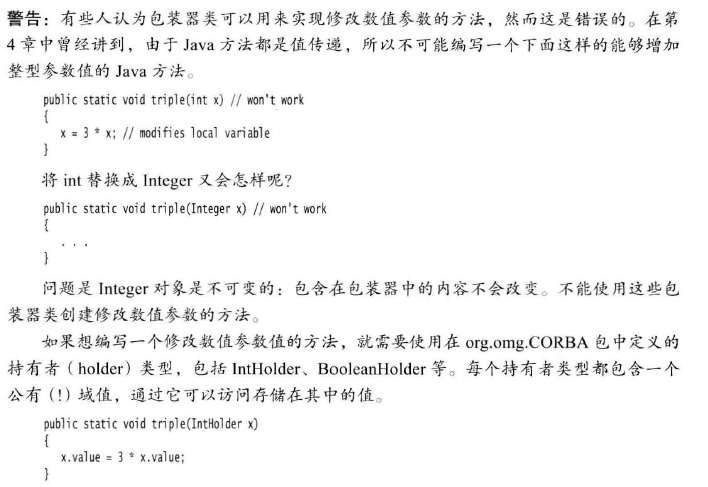 警告：有些人认为包装器类可以用来实现修改数值参数的方法，然而这是错误的。在第
4 章中曾经讲到，由于 Java 方法都是值传递，所以不可能编写一个下面这样的能够增加
整型参数值的 Java 方法。
public static void triple(int x) // won't work
{
x = 3 * x; // modifies local variable
}
将 int 替换成 Integer 又会怎样呢?
public static void triple(Integer x) // won't work
{
. . .
}
问题是 Integer 对象是不可变的：包含在包装器中的内容不会改变。不能使用这些包
装器类创建修改数值参数的方法。
如果想编写一个修改数值参数值的方法，就需要使用在 org.omg.CORBA 包中定义的
持有者（holder）类型，包括 IntHolder、BooleanHolder 等。每个持有者类型都包含一个
公有（!）域值，通过它可以访问存储在其中的值。
public static void triple(IntHolder x)
{
x.value = 3 * x.value;
}